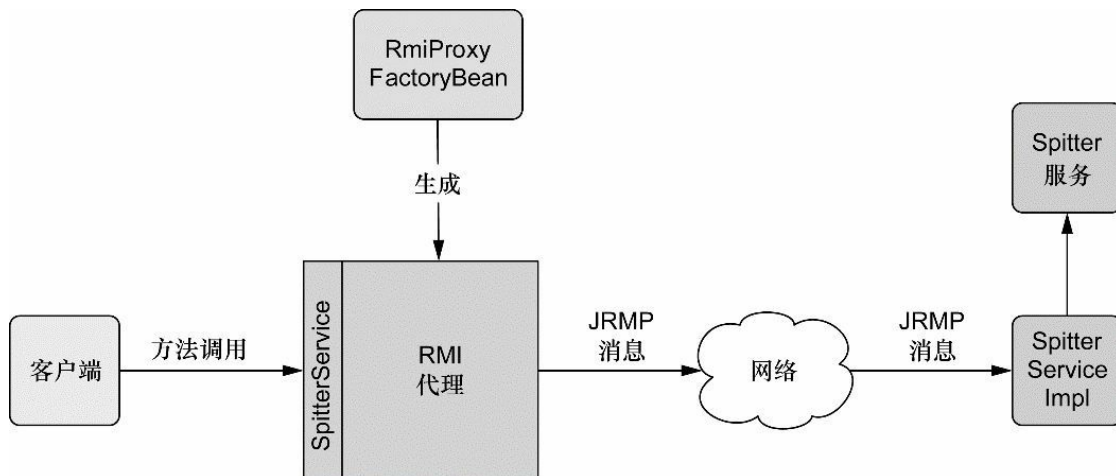 RmiProxy
FactoryBean
生成
Spitter
服务
客户端
方法调用
SpitterService
RMI
代理
JRMP
消息
网络
JRMP
消息
Spitter
Service
Impl